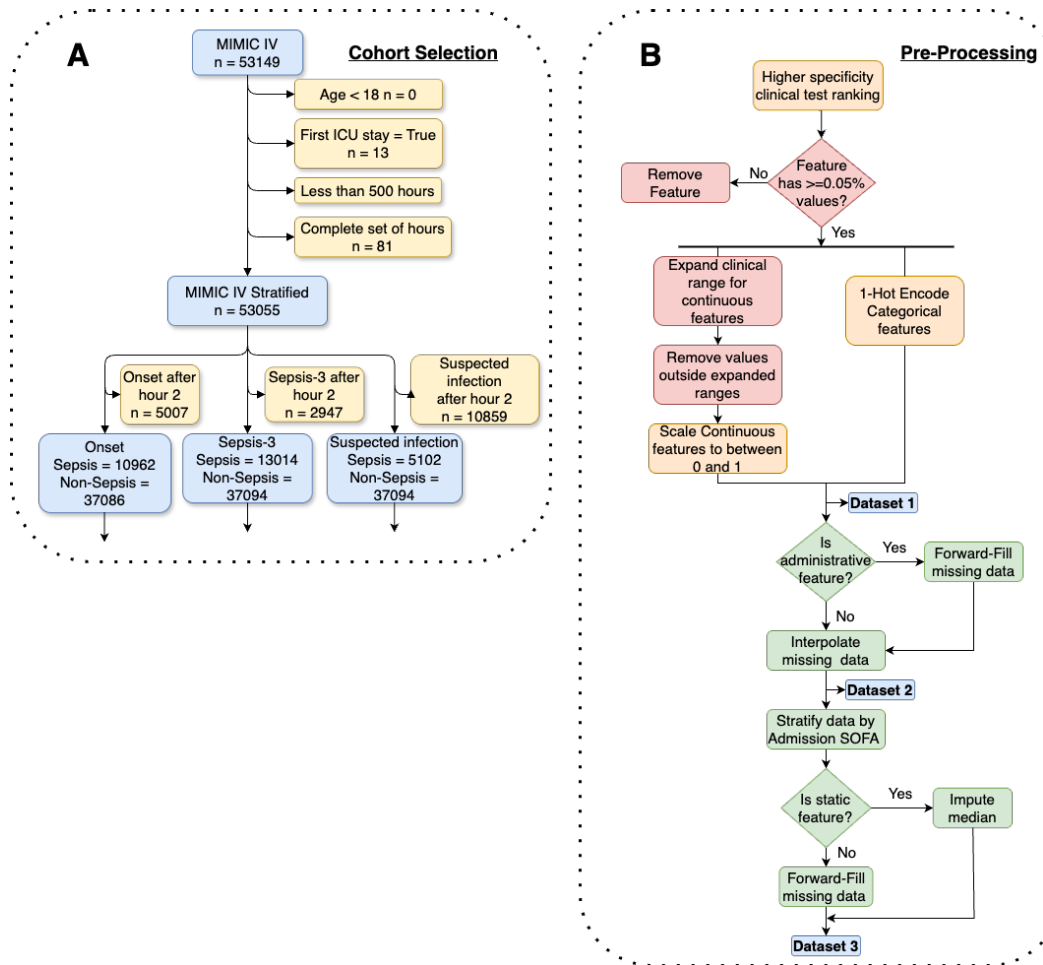 A
Cohort Selection
MIMIC IV
n = 53149
Age < 18 n = 0
First ICU stay = True
n = 13
Less than 500 hours
Complete set of hours
n = 81
MIMIC IV Stratified
n = 53055
Onset after
hour 2
n = 5007
Sepsis-3 after
hour 2
n = 2947
Suspected
infection
after hour 2
n = 10859
Onset
Sepsis = 10962
Non-Sepsis =
37086
Sepsis-3
Sepsis = 13014
Non-Sepsis =
37094
Suspected infection
Sepsis = 5102
Non-Sepsis =
37094
B
Pre-Processing
Higher specificity
clinical test ranking
Feature
has >=0.05%
values?
No
Remove
Feature
Yes
Expand clinical
range for
continuous
features
1-Hot Encode
Categorical
features
Remove values
outside expanded
ranges
Scale Continuous
features to between
0 and 1
Dataset 1
Is
administrative
feature?
Yes
Forward-Fill
missing data
No
Interpolate
missing data
Dataset 2
Stratify data by
Admission SOFA
Is static
feature?
Yes
Impute
median
No
Forward-Fill
missing data
Dataset 3